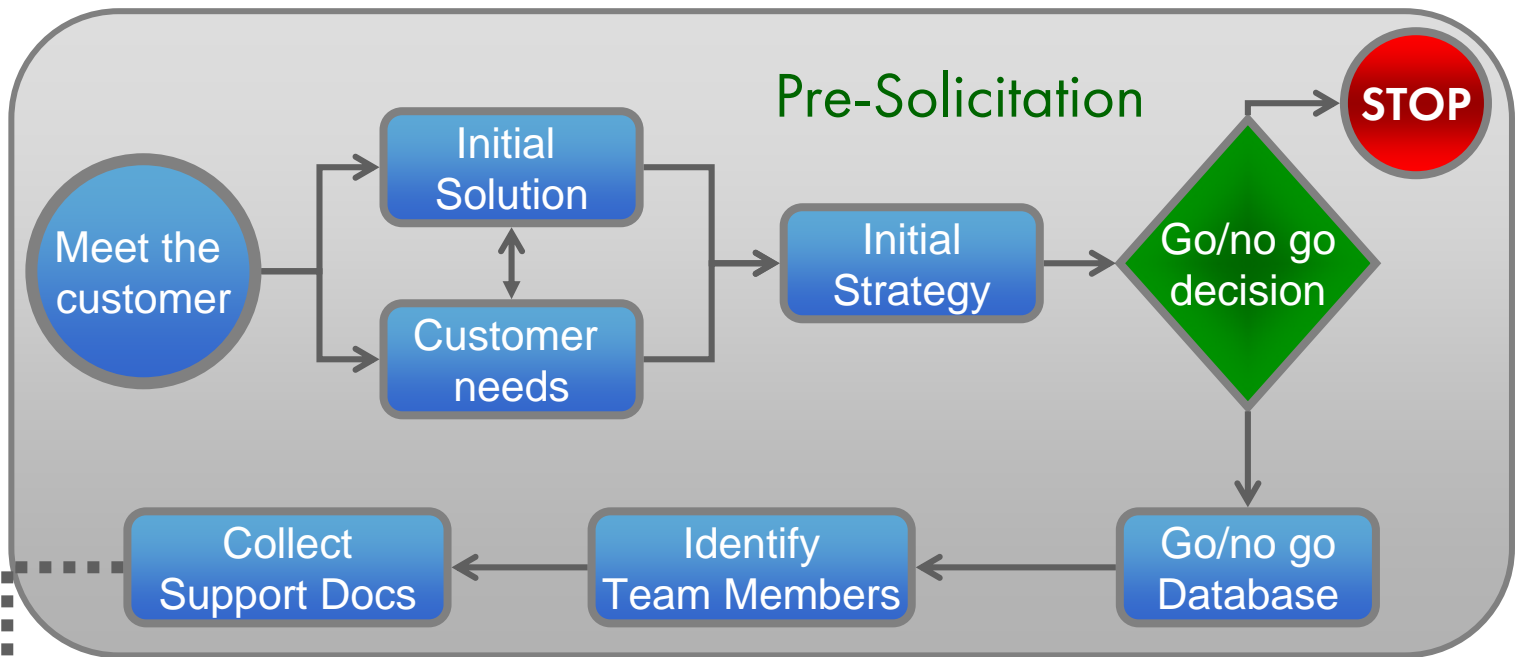 Pre-Solicitation
STOP
Meet the
customer
Initial
Solution
Customer
needs
Initial
Strategy
Go/no go
decision
Go/no go
Database
Identify
Team Members
Collect
Support Docs